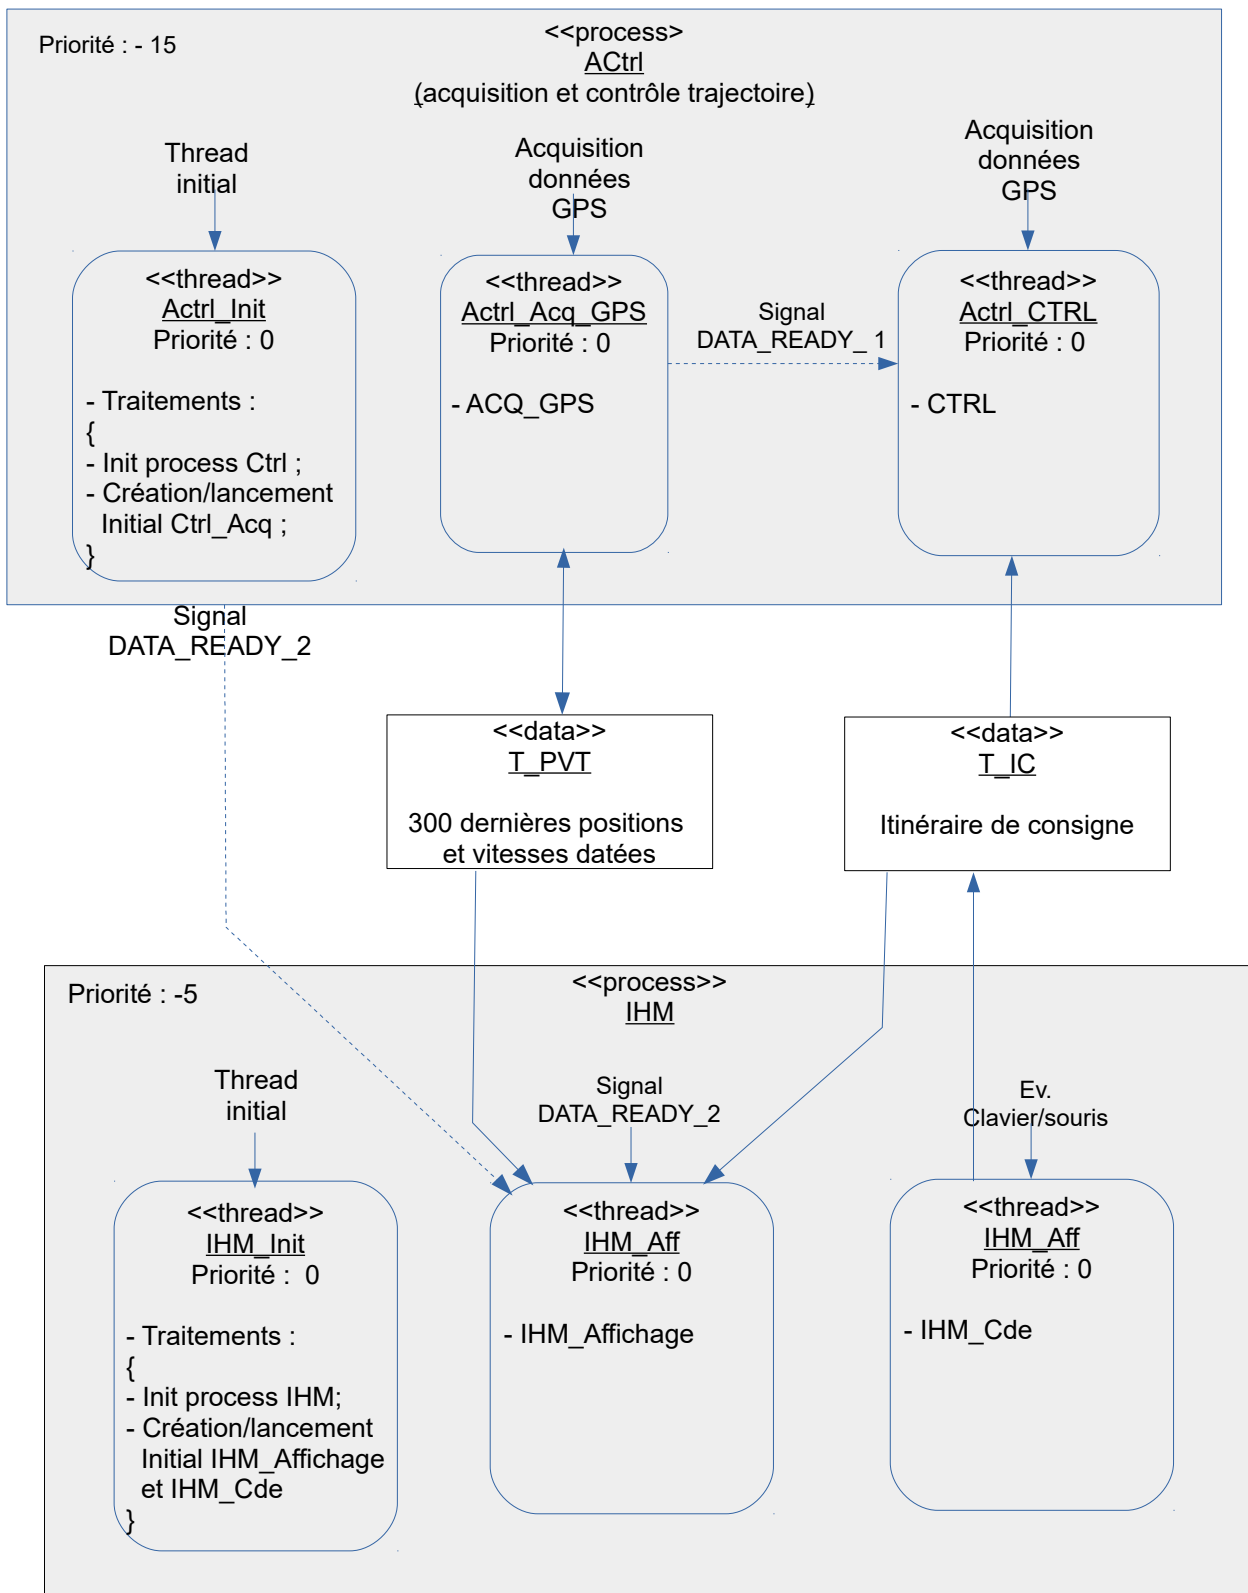 Priorité : - 15
<<process>
ACtrl
(acquisition et contrôle trajectoire)
Thread
initial
Acquisition
données
GPS
Acquisition
données
GPS
<<thread>>
Actrl_Init
Priorité : 0
- Traitements :
{
- Init process Ctrl ;
- Création/lancement
Initial Ctrl_Acq ;
}
<<thread>>
Actrl_Acq_GPS
Priorité : 0
- ACQ_GPS
Signal
DATA_READY_ 1
<<thread>>
Actrl_CTRL
Priorité : 0
- CTRL
Signal
DATA_READY_2
<<data>>
T_PVT
300 dernières positions
et vitesses datées
<<data>>
T_IC
Itinéraire de consigne
Priorité : -5
<<process>>
IHM
Thread
initial
Signal
DATA_READY_2
Ev.
Clavier/souris
<<thread>>
IHM_Init
Priorité :  0
- Traitements :
{
- Init process IHM;
- Création/lancement
Initial IHM_Affichage
et IHM_Cde
}
<<thread>>
IHM_Aff
Priorité : 0
- IHM_Affichage
<<thread>>
IHM_Aff
Priorité : 0
- IHM_Cde